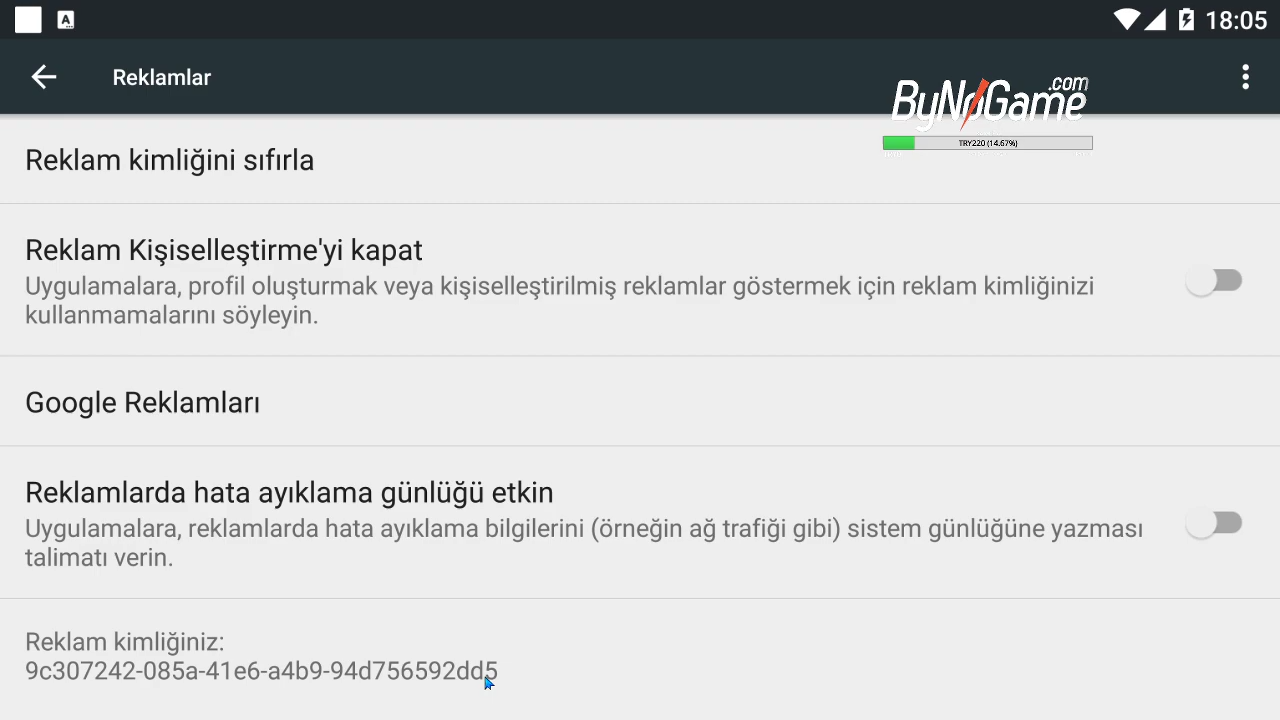 A
18:05
Reklamlar
ByNoGame.com
TRY220 (14.67%)
Reklam kimliğini sıfırla
Reklam Kişiselleştirme'yi kapat
Uygulamalara, profil oluşturmak veya kişiselleştirilmiş reklamlar göstermek için reklam kimliğinizi
kullanmamalarını söyleyin.
Google Reklamları
Reklamlarda hata ayıklama günlüğü etkin
Uygulamalara, reklamlarda hata ayıklama bilgilerini (örneğin ağ trafiği gibi) sistem günlüğüne yazması
talimatı verin.
Reklam kimliğiniz:
9c307242-085a-41e6-a4b9-94d756592dd5